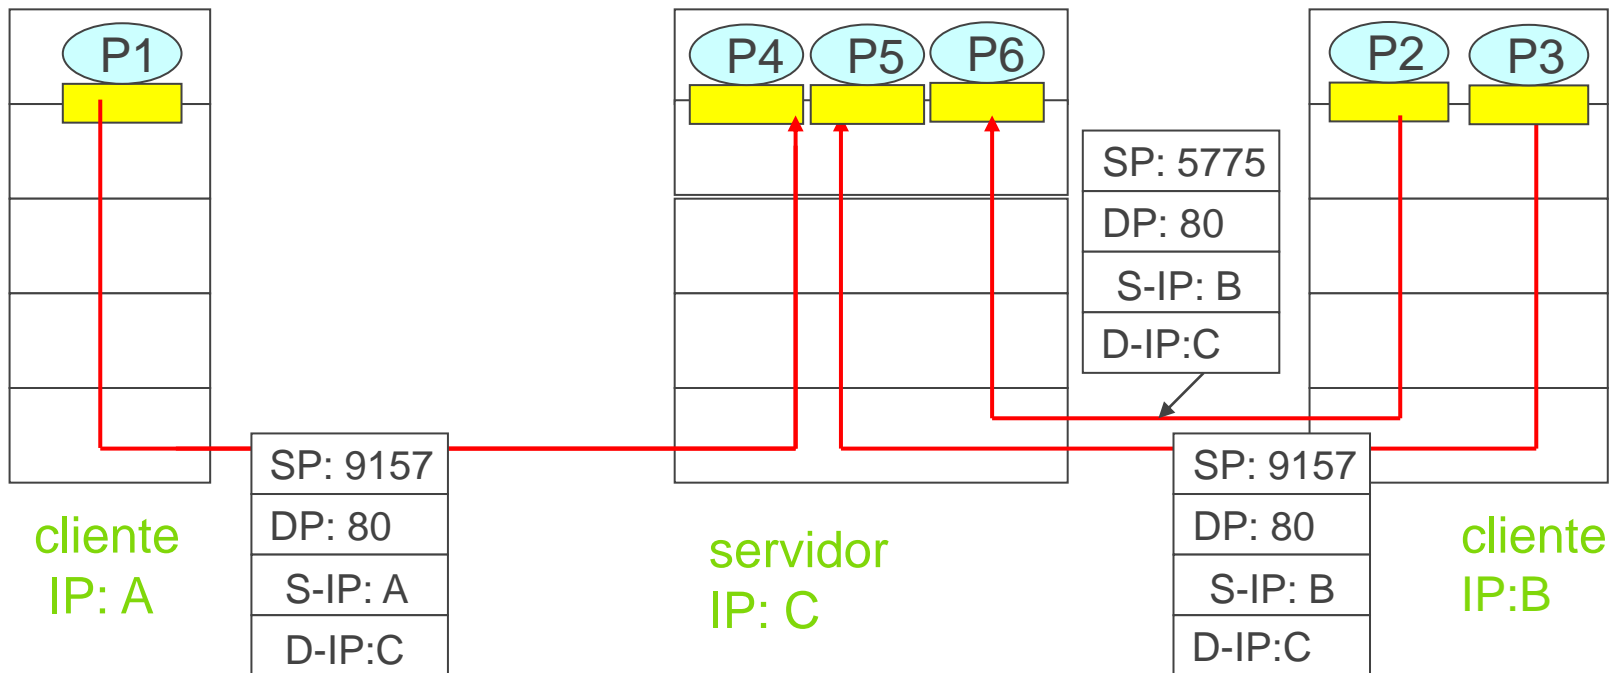 P1
P4
P5
P6
P2
P3
SP: 5775
DP: 80
S-IP: B
D-IP:C
SP: 9157
DP: 80
S-IP: A
D-IP:C
SP: 9157
DP: 80
S-IP: B
D-IP:C
cliente
IP: A
servidor
IP: C
cliente
IP:B